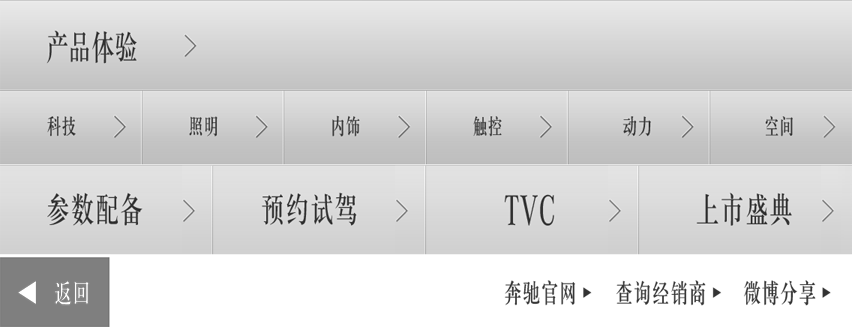 产品体验
科技 照明 内饰 触控 动力 空间
参数配备 预约试驾 TVC 上市盛典
返回 奔驰官网 查询经销商 微博分享